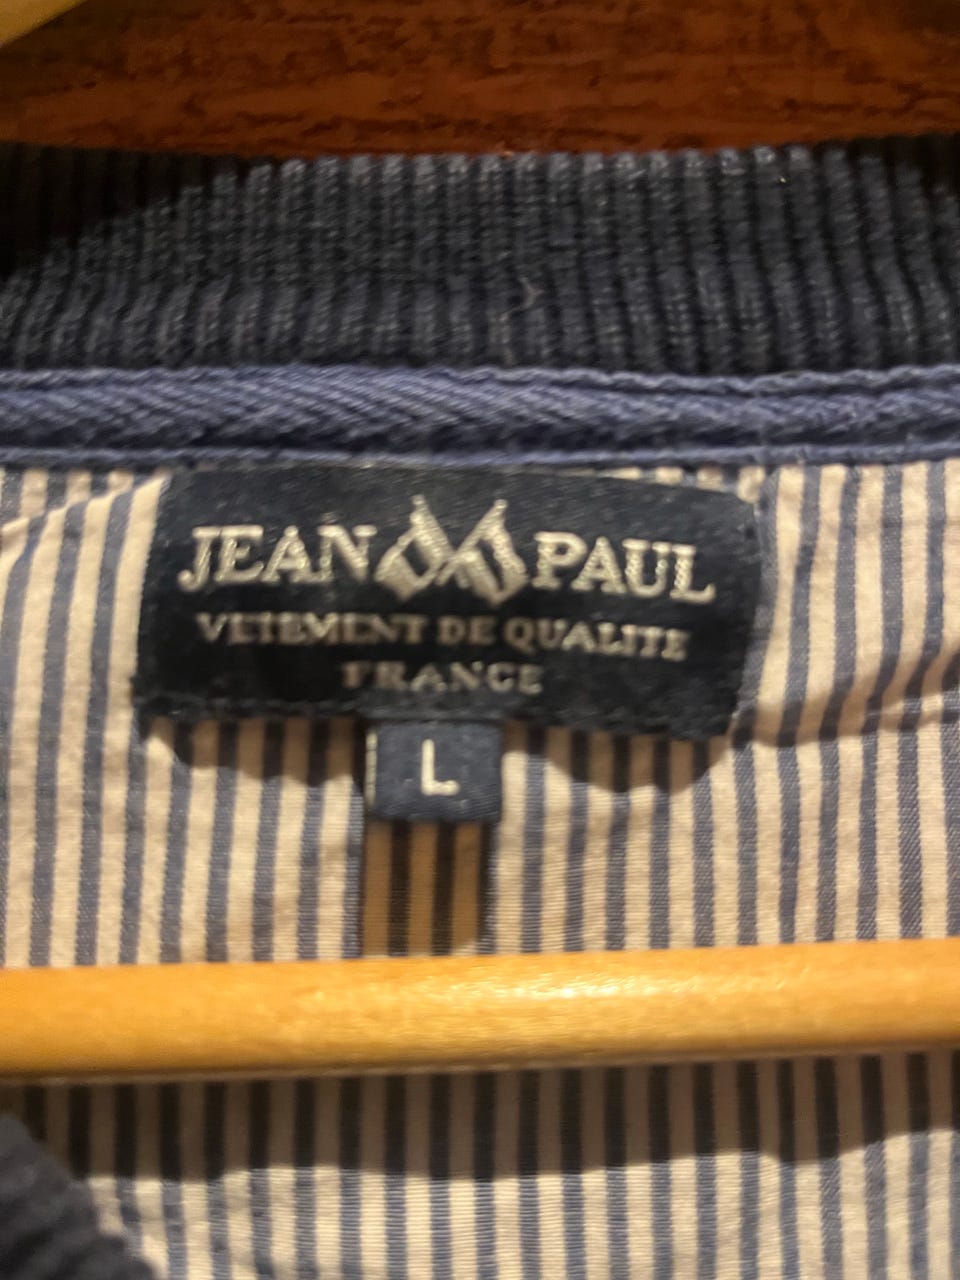 JEAN PAUL
VETEMENT DE QUALITE
FRANCE
L